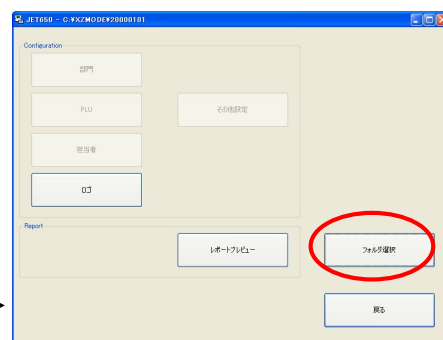 JET650 - C:¥XZMODE¥20000101
Configuration
部門
PLU
その他設定
担当者
ロゴ
Report
レポートプレビュー
フォルダ選択
戻る